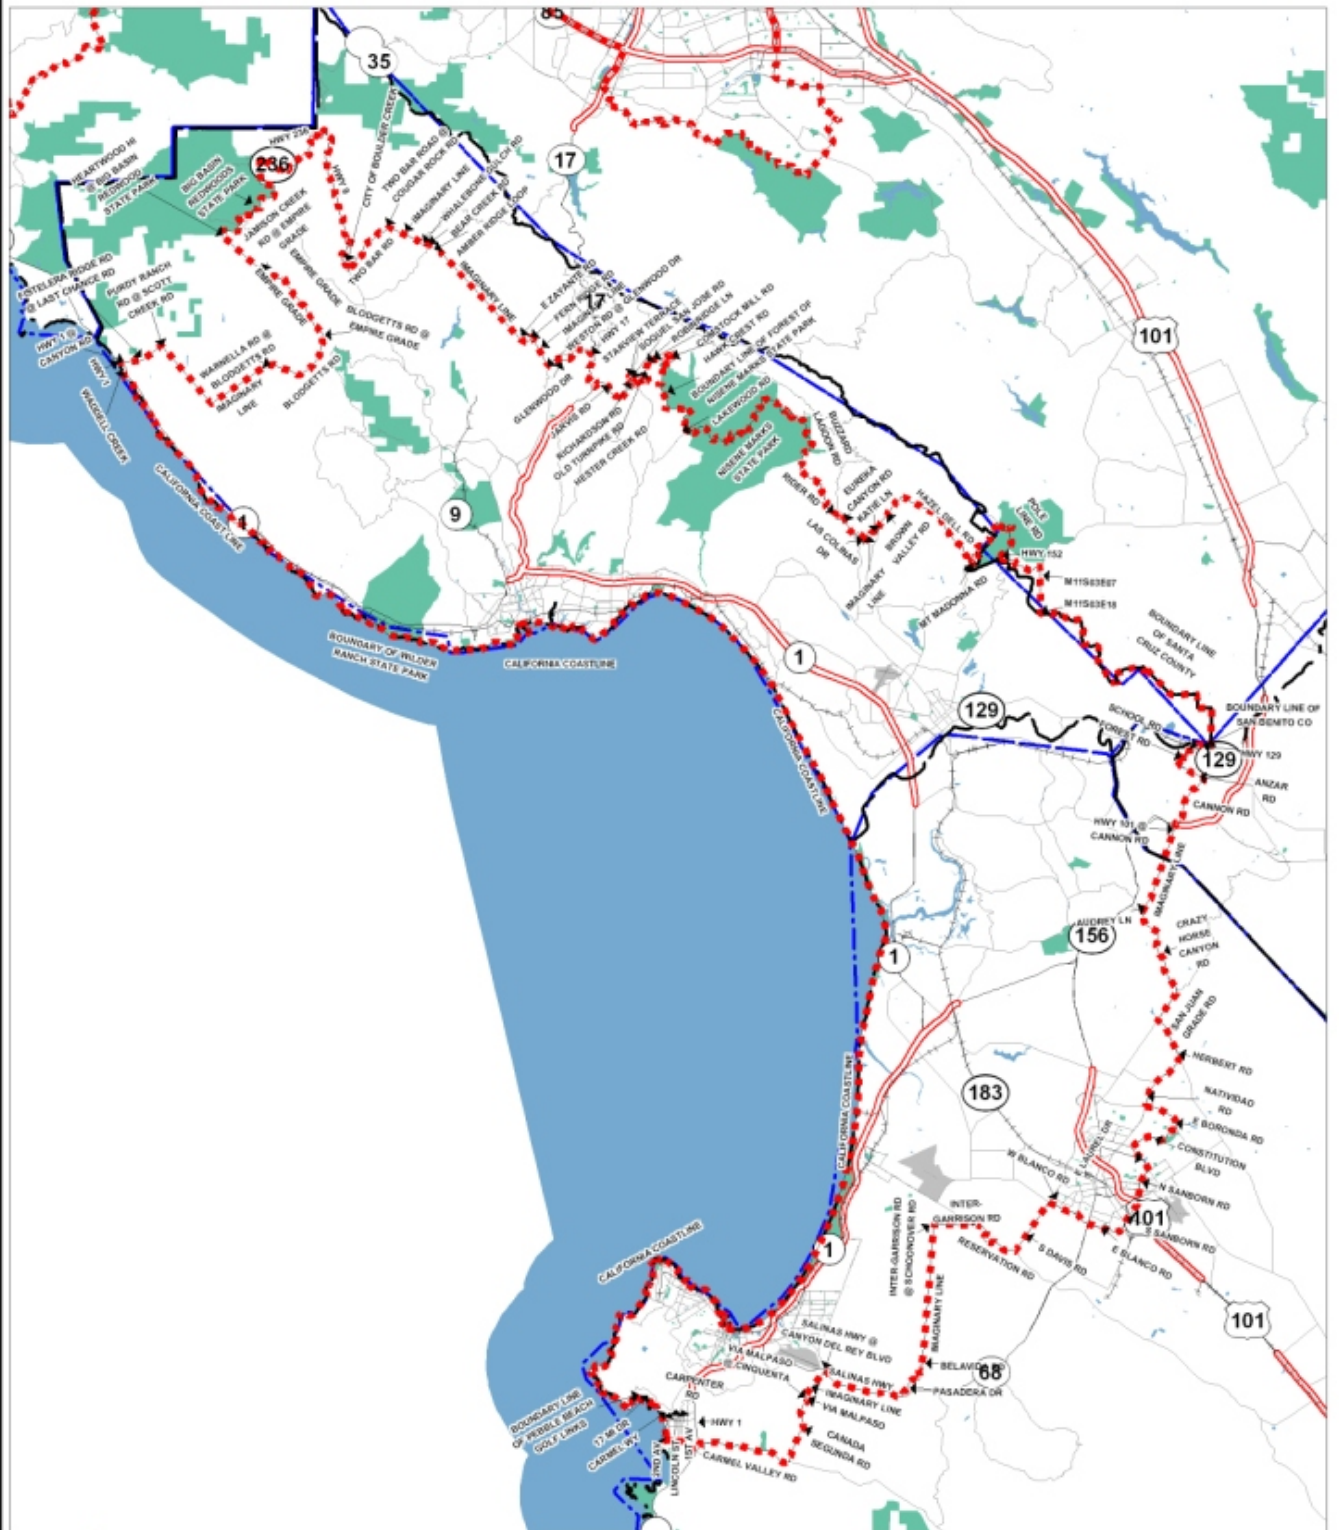 85
35
HWY 236
236
HEARTWOOD HI
@ BIG BASIN
REDWOOD
STATE PARK
BIG BASIN
REDWOODS
STATE PARK
HWY 9
CITY OF BOULDER CREEK
TWO BAR ROAD @
COUGAR ROCK RD
IMAGINARY LINE
WHALEBONE GULCH RD
BEAR CREEK RD
AMBER RIDGE LOOP
17
JAMISON CREEK
RD @ EMPIRE
GRADE
EMPIRE GRADE
EMPIRE GRADE
TWO BAR RD
IMAGINARY LINE
@ LAST CHANCE RD
PURDY RANCH
RD @ SCOTT
CREEK RD
BLODGETTS RD @
EMPIRE GRADE
HWY 1 @
CANYON RD
HWY 1
WADDELL CREEK
WARNELLA RD @
BLODGETTS RD
IMAGINARY
LINE
BLODGETTS RD
E ZAYANTE RD
17
WESTON RD @ GLENWOOD DR
HWY 17
STARVIEW TERRACE
SOQUEL SAN JOSE RD
ROBINRIDGE LN
COMSTOCK MILL RD
HAWKCREST RD
BOUNDARY LINE OF FOREST OF
NISENE MARKS STATE PARK
LAKEWOOD RD
GLENWOOD DR
JARVIS RD
RICHARDSON RD
OLD TURNPIKE RD
HESTER CREEK RD
NISENE MARKS
STATE PARK
BUZZARD
LAGOON RD
RIDER RD
EUREKA
CANYON RD
KATIE LN
LAS COLINAS
DR
BROWN
VALLEY RD
HAZEL DELL RD
IMAGINARY
LINE
MT MADONNA RD
POLE
LINE RD
HWY 152
M11S03E07
M11S03E18
101
CALIFORNIA COAST LINE
1
9
BOUNDARY OF WILDER
RANCH STATE PARK
CALIFORNIA COASTLINE
1
CALIFORNIA COASTLINE
BOUNDARY LINE
OF SANTA
CRUZ COUNTY
129
SCHOOL RD
FOREST RD
BOUNDARY LINE OF
SAN BENITO CO
129
HWY 129
ANZAR
RD
CANNON RD
HWY 101 @
CANNON RD
IMAGINARY LINE
AUDREY LN
156
CRAZY
HORSE
CANYON
RD
1
SAN JUAN
GRADE RD
HERBERT RD
183
NATIVIDAD
RD
E BORONDA RD
CONSTITUTION
BLVD
E LAUREL DR
W BLANCO RD
N SANBORN RD
101
SANBORN RD
E BLANCO RD
S DAVIS RD
CALIFORNIA COASTLINE
INTER-
GARRISON RD
INTER-GARRISON RD
@ SCHOONOVER RD
RESERVATION RD
1
CALIFORNIA COASTLINE
IMAGINARY LINE
101
SALINAS HWY @
CANYON DEL REY BLVD
VIA MALPASO
@ CINQUENTA
CARPENTER
RD
SALINAS HWY
IMAGINARY LINE
VIA MALPASO
68
PASADERA DR
BOUNDARY LINE
OF PEBBLE BEACH
GOLF LINKS
17 MI DR
CARMEL WY
HWY 1
CANADA
SEGUNDA RD
CARMEL VALLEY RD
2ND AV
LINCOLN ST
1ST AV